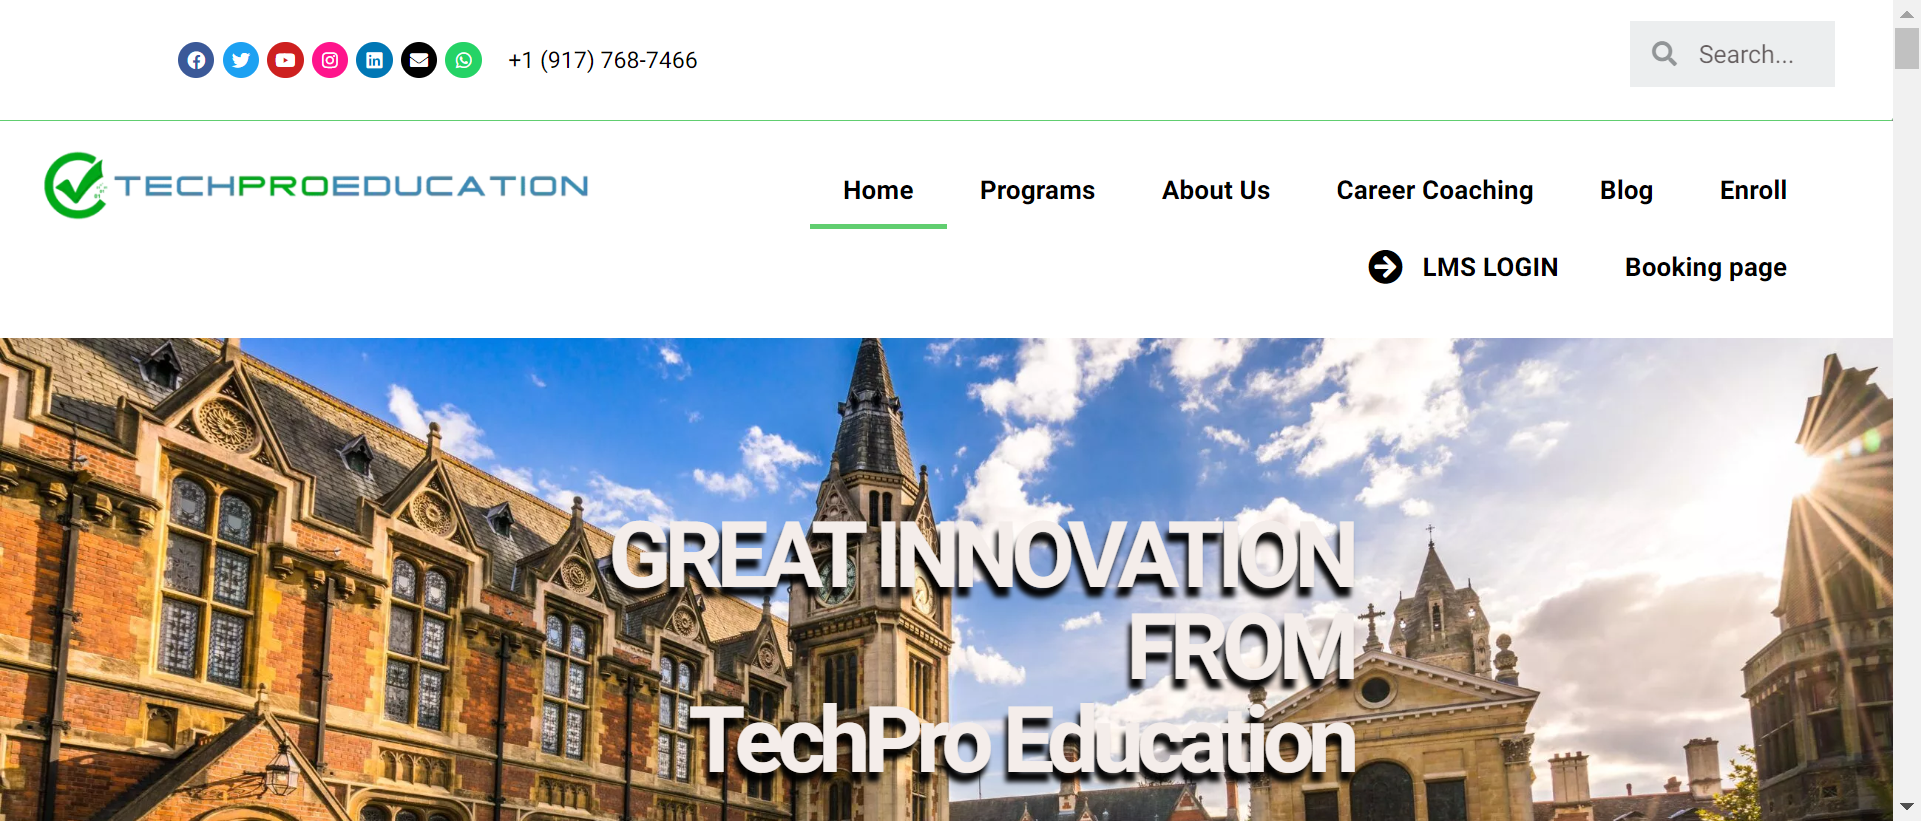 +1 (917) 768-7466
Search...
TECHPROEDUCATION
Home Programs About Us Career Coaching Blog Enroll
LMS LOGIN Booking page
GREAT INNOVATION
FROM
TechPro Education